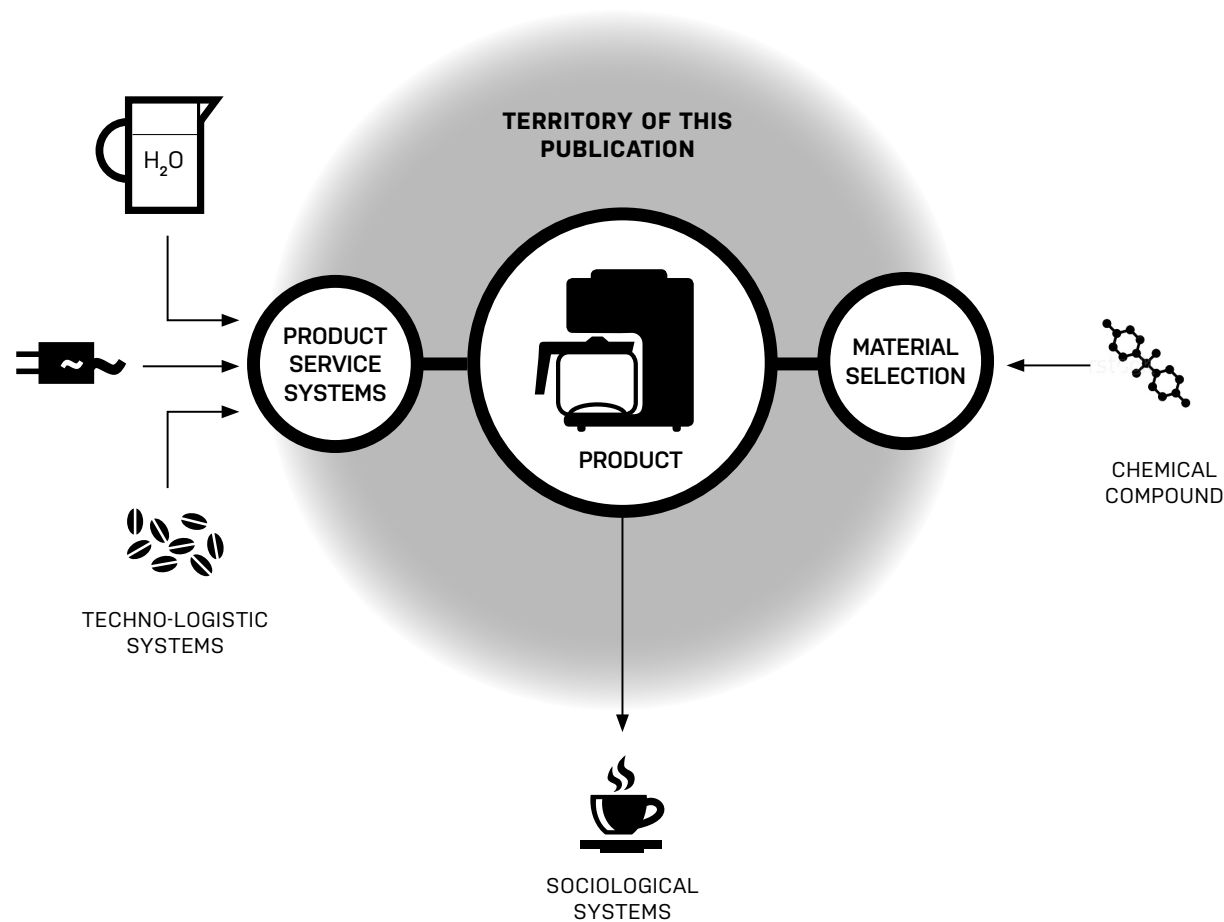 TERRITORY OF THIS
PUBLICATION
H₂O
PRODUCT
SERVICE
SYSTEMS
PRODUCT
MATERIAL
SELECTION
CHEMICAL
COMPOUND
TECHNO-LOGISTIC
SYSTEMS
SOCIOLOGICAL
SYSTEMS